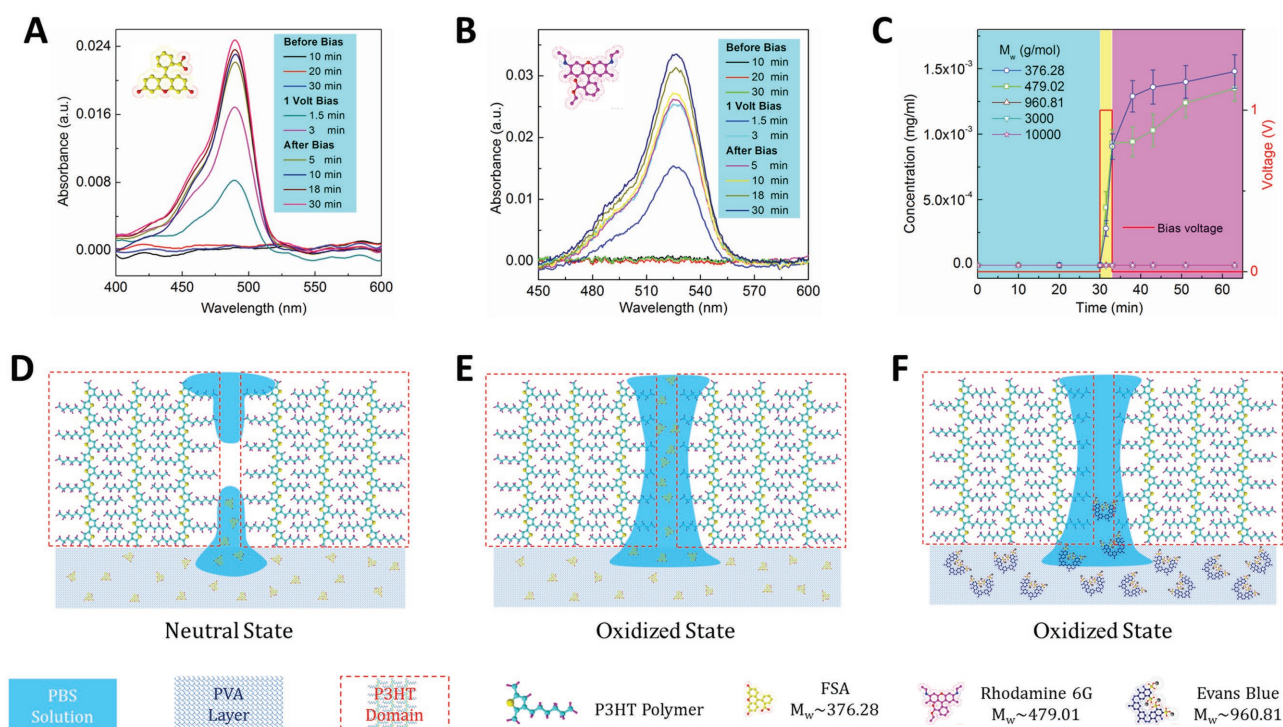 A
B
C
0.024
0.016
0.008
0.000
Absorbance (a.u.)
400 450 500 550 600
Wavelength (nm)
Before Bias
10 min
20 min
30 min
1 Volt Bias
1.5 min
3 min
After Bias
5 min
10 min
18 min
30 min
0.03
0.02
0.01
0.00
Absorbance (a.u.)
450 480 510 540 570 600
Wavelength (nm)
Before Bias
10 min
20 min
30 min
1 Volt Bias
1.5 min
3 min
After Bias
5 min
10 min
18 min
30 min
1.5x10-3
1.0x10-3
5.0x10-4
0.0
Concentration (mg/ml)
0 10 20 30 40 50 60
Time (min)
Mw (g/mol)
376.28
479.02
960.81
3000
10000
Bias voltage
1
0
Voltage (V)
D
E
F
Neutral State
Oxidized State
Oxidized State
PBS
Solution
PVA
Layer
P3HT
Domain
P3HT Polymer
FSA
Mw~376.28
Rhodamine 6G
Mw~479.01
Evans Blue
Mw~960.81